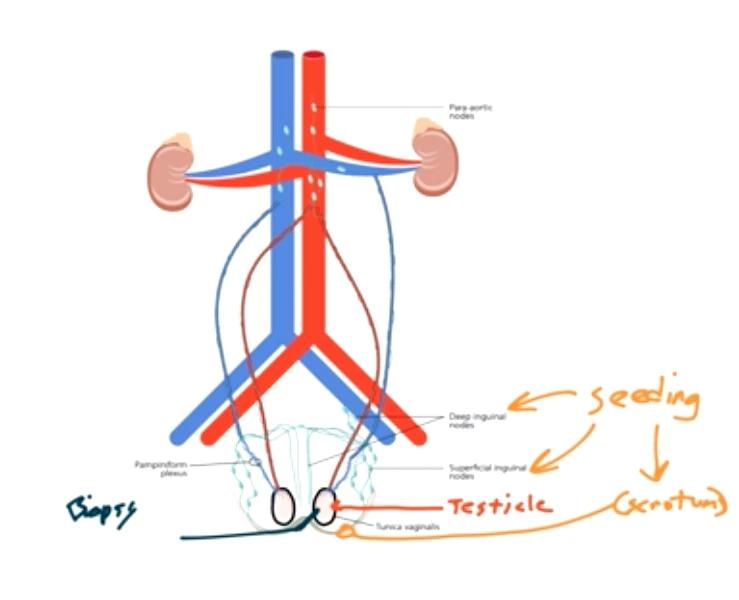 Para-aortic
nodes
Deep inguinal
nodes
seeding
Pampiniform
plexus
Superficial inguinal
nodes
Biopsy
Testicle
(scrotum)
Tunica vaginalis